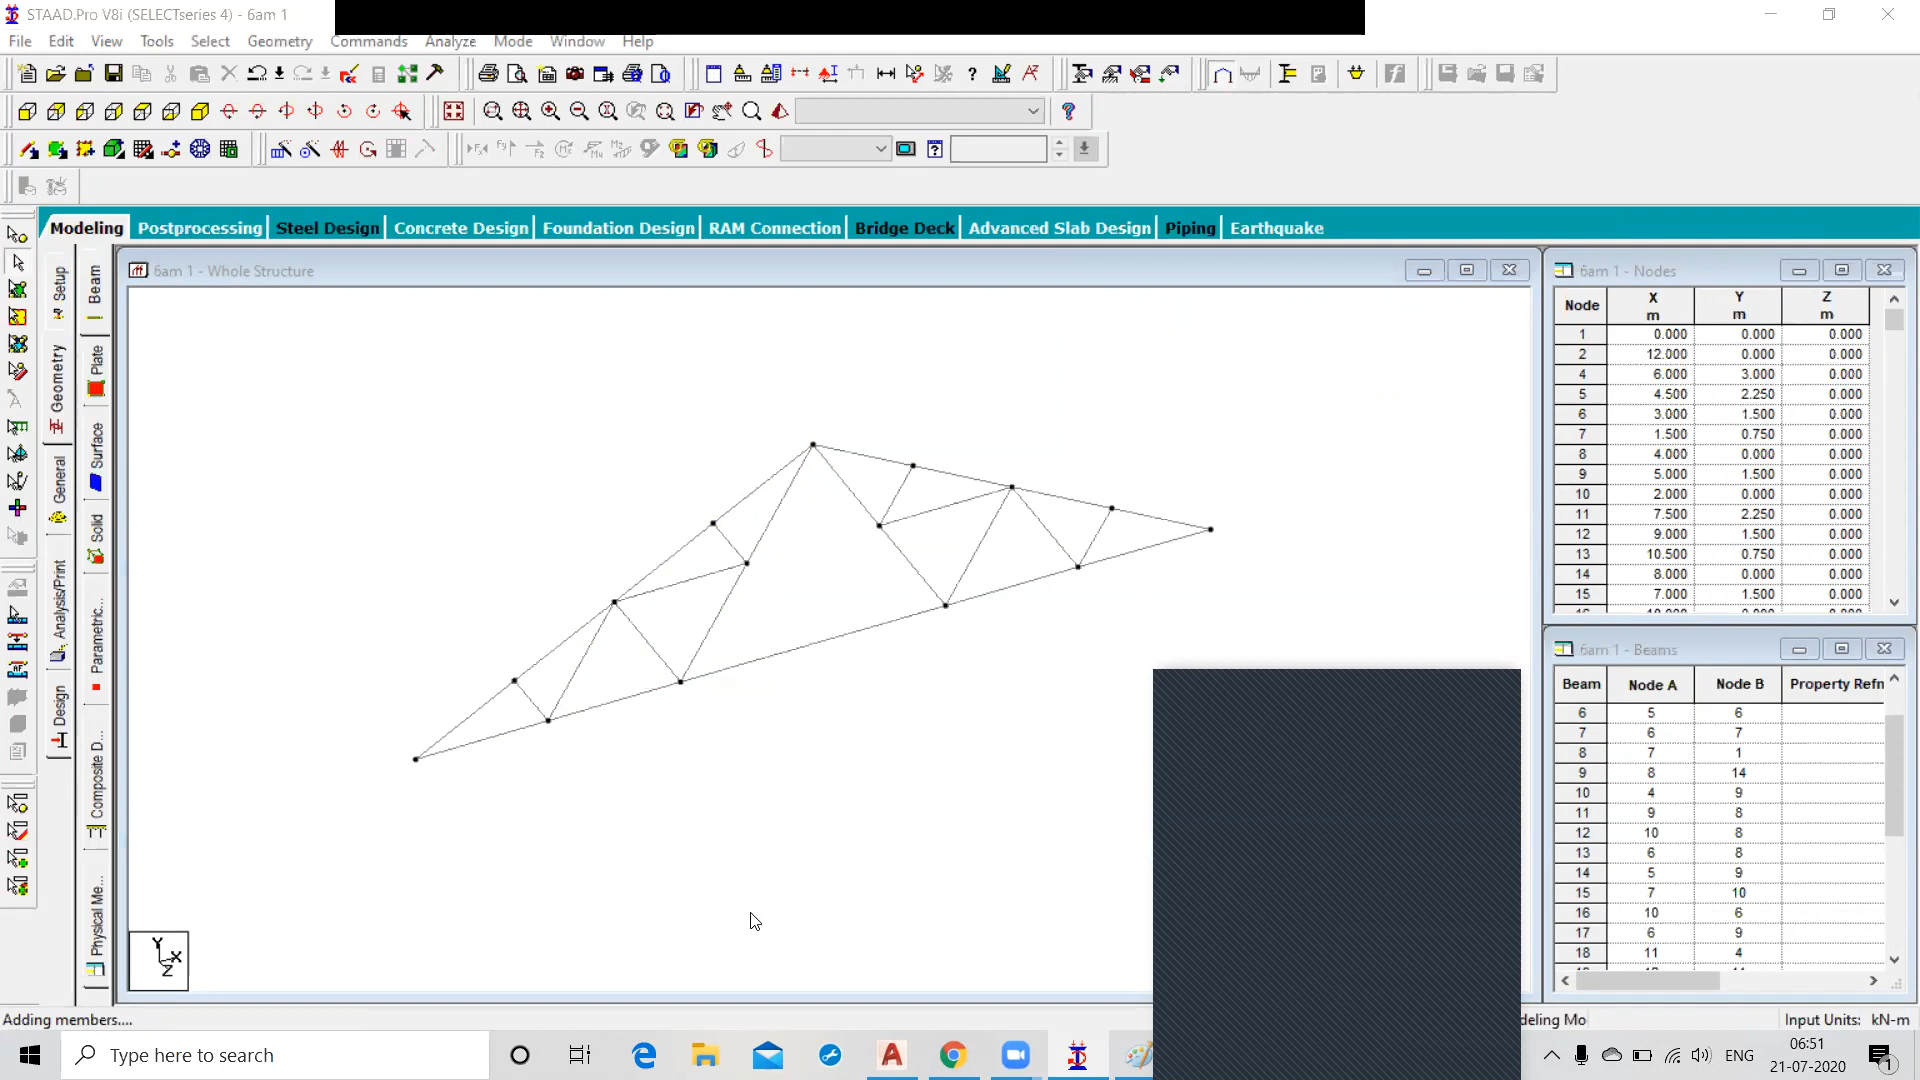 STAAD.Pro V8i (SELECTseries 4) - 6am 1
File Edit View Tools Select Geometry Commands Analyze Mode Window Help
Modeling Postprocessing Steel Design Concrete Design Foundation Design RAM Connection Bridge Deck Advanced Slab Design Piping Earthquake
Setup
Geometry
General
Analysis/Print
Design
Beam
Plate
Surface
Solid
Parametric...
Composite D...
Physical Me...
6am 1 - Whole Structure
Y
X
Z
6am 1 - Nodes
Node X m Y m Z m
1 0.000 0.000 0.000
2 12.000 0.000 0.000
4 6.000 3.000 0.000
5 4.500 2.250 0.000
6 3.000 1.500 0.000
7 1.500 0.750 0.000
8 4.000 0.000 0.000
9 5.000 1.500 0.000
10 2.000 0.000 0.000
11 7.500 2.250 0.000
12 9.000 1.500 0.000
13 10.500 0.750 0.000
14 8.000 0.000 0.000
15 7.000 1.500 0.000
6am 1 - Beams
Beam Node A Node B Property Refn
6 5 6
7 6 7
8 7 1
9 8 14
10 4 9
11 9 8
12 10 8
13 6 8
14 5 9
15 7 10
16 10 6
17 6 9
18 11 4
Adding members....
deling Mo
Input Units: kN-m
Type here to search
ENG
06:51
21-07-2020
1